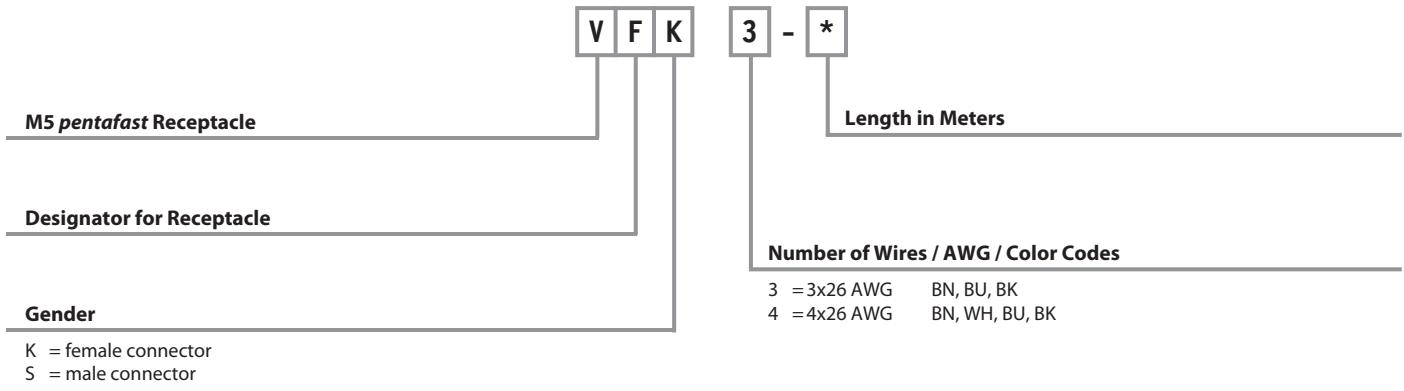 V F K 3 - *
M5 pentafast Receptacle
Length in Meters
Designator for Receptacle
Number of Wires / AWG / Color Codes
3 = 3x26 AWG BN, BU, BK
4 = 4x26 AWG BN, WH, BU, BK
Gender
K = female connector
S = male connector